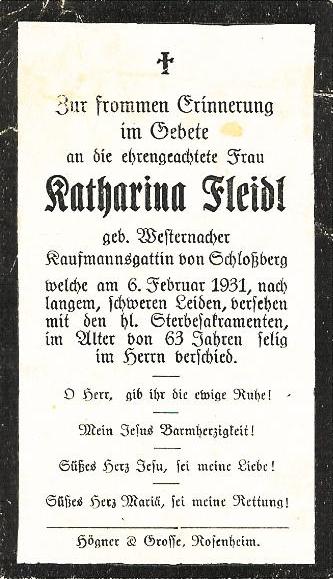 Zur frommen Erinnerung
im Gebete
an die ehrengeachtete Frau
Katharina Fleidl
geb. Westernacher
Kaufmannsgattin von Schloßberg
welche am 6. Februar 1931, nach
langem, schweren Leiden, versehen
mit den hl. Sterbesakramenten,
im Alter von 63 Jahren selig
im Herrn verschied.
O Herr, gib ihr die ewige Ruhe!
Mein Jesus Barmherzigkeit!
Süßes Herz Jesu, sei meine Liebe!
Süßes Herz Mariä, sei meine Rettung!
Högner & Grosse, Rosenheim.